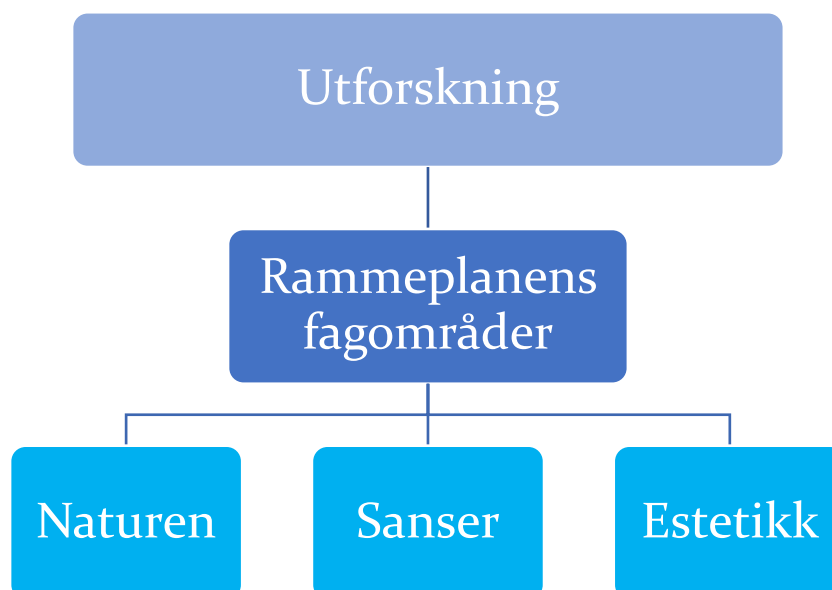 Utforskning
Rammeplanens
fagområder
Naturen
Sanser
Estetikk